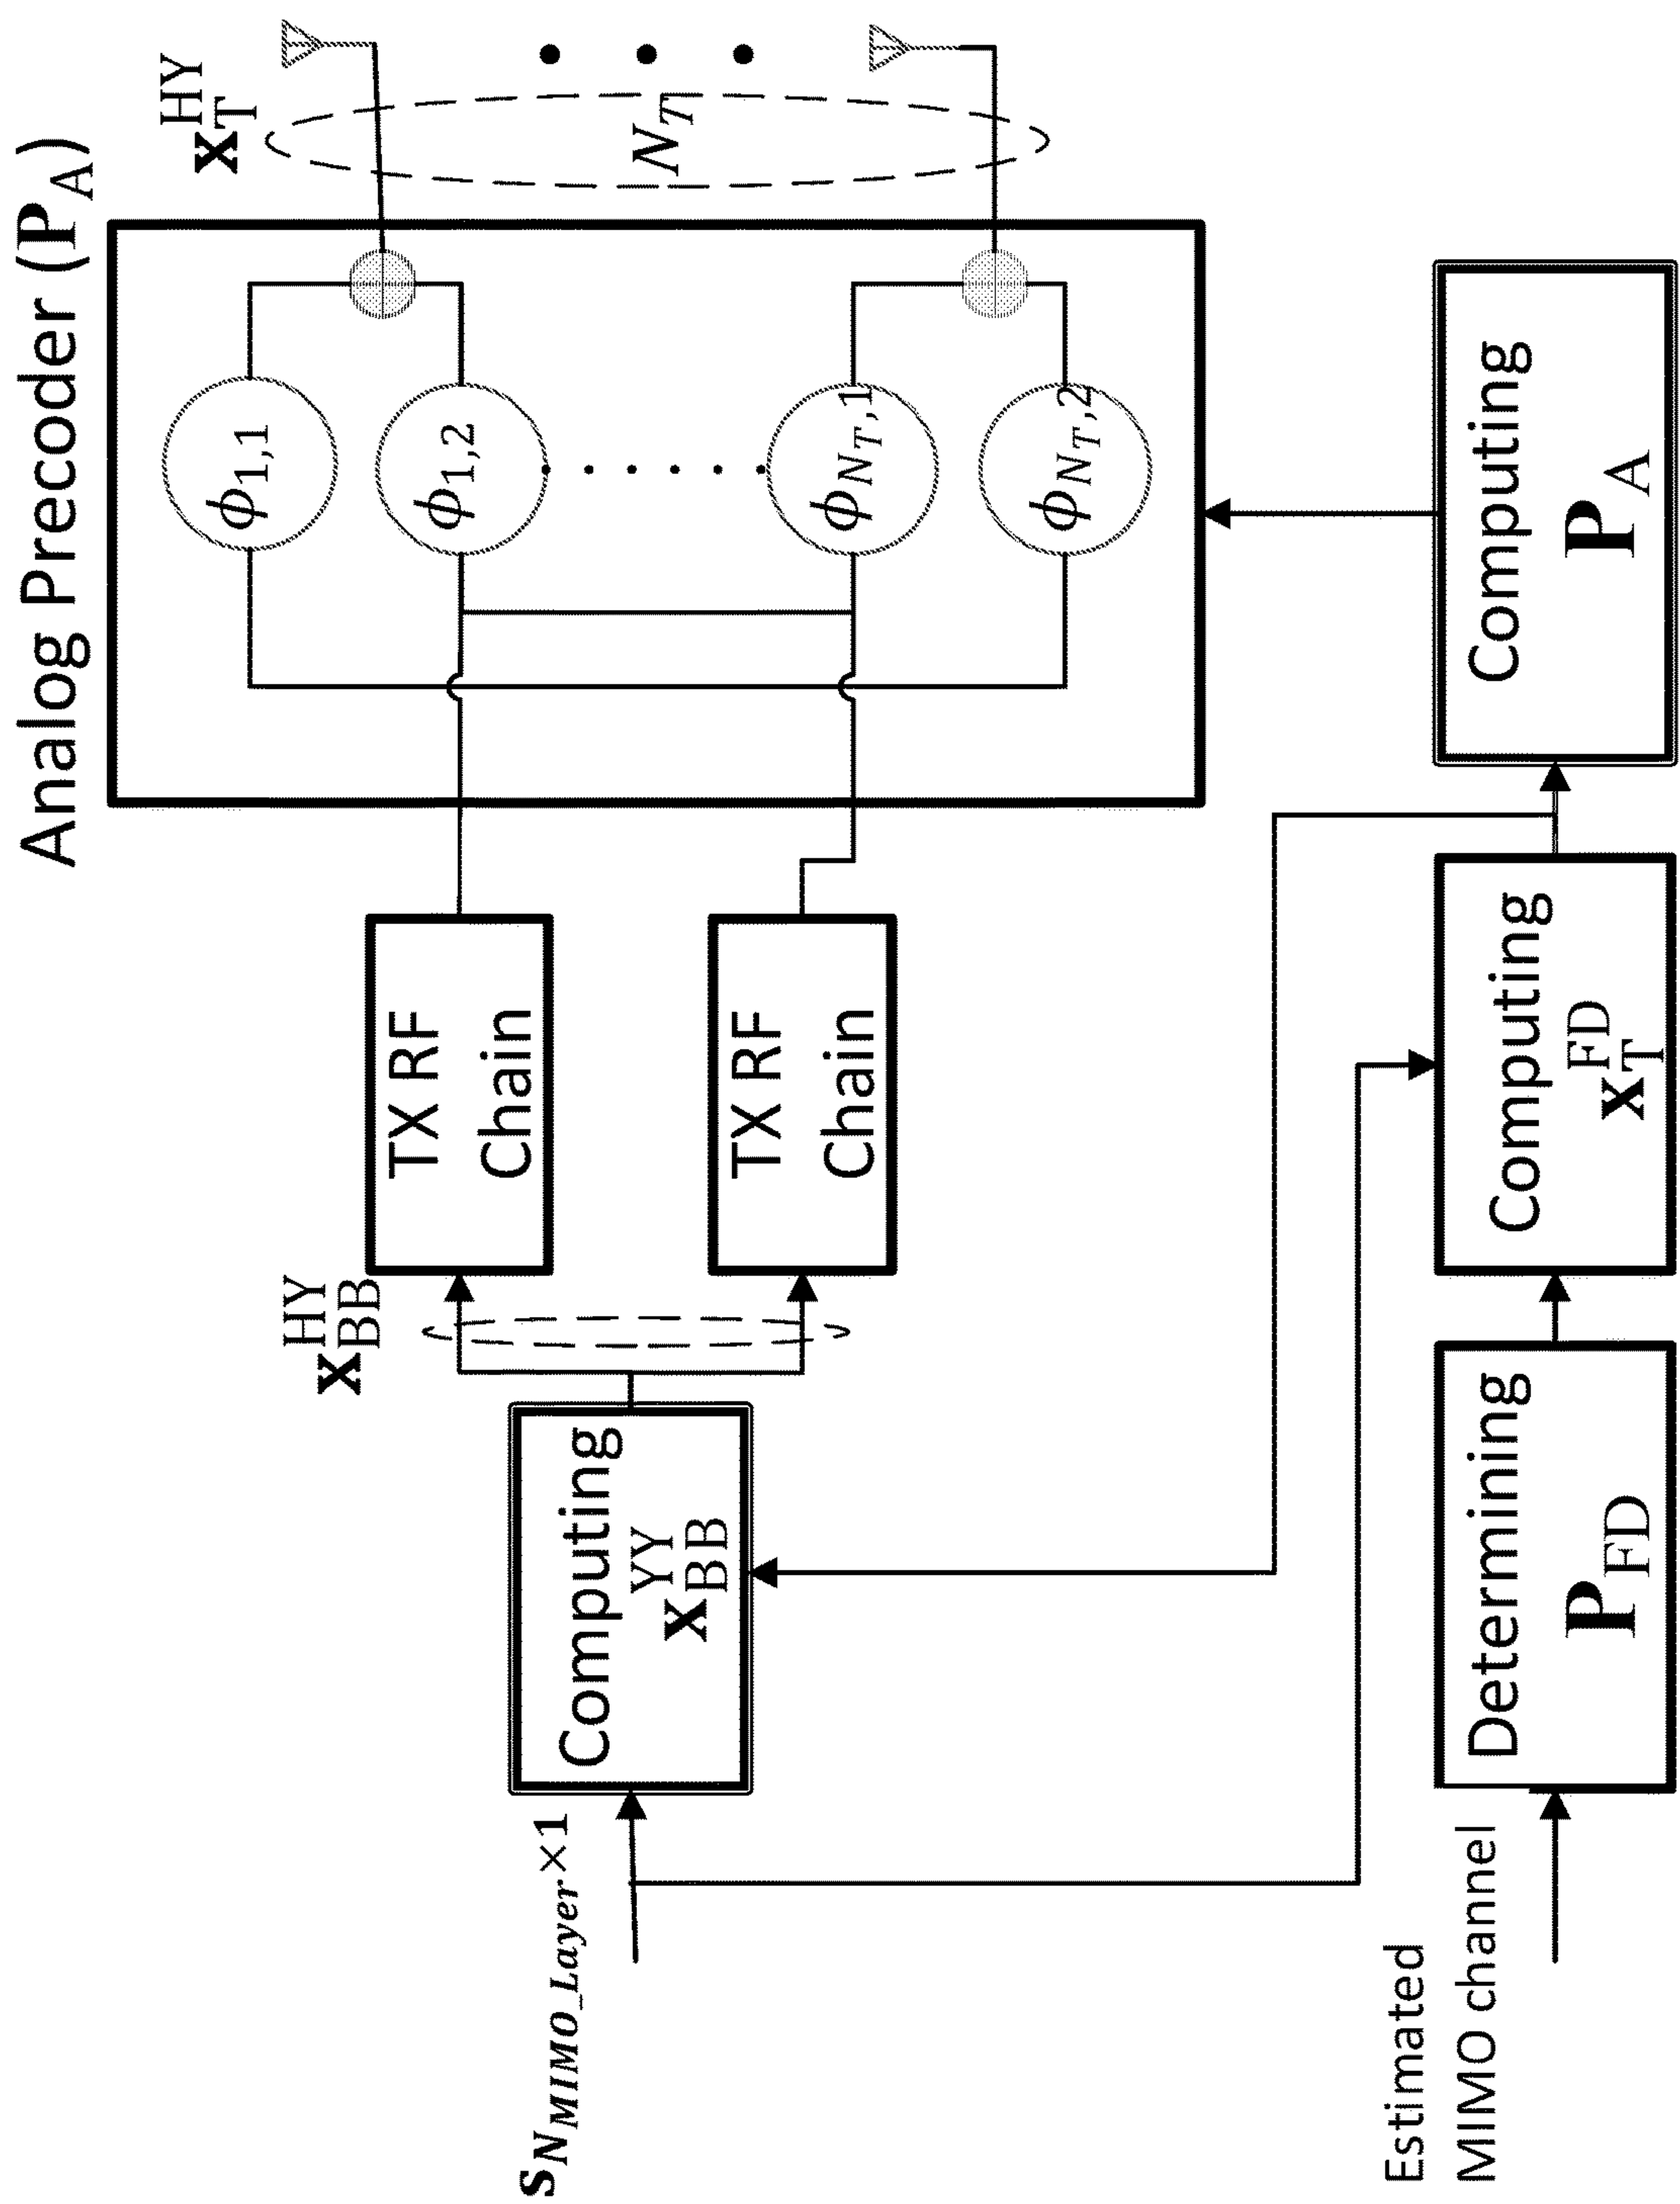 Analog Precoder (P_A)
x_T^HY
N_T
ϕ_1,1
ϕ_1,2
ϕ_N_T,1
ϕ_N_T,2
TX RF
Chain
TX RF
Chain
x_BB^HY
Computing
x_BB^YY
s_N_MIMO_Layer×1
Estimated
MIMO channel
Determining
P_FD
Computing
x_T^FD
Computing
P_A